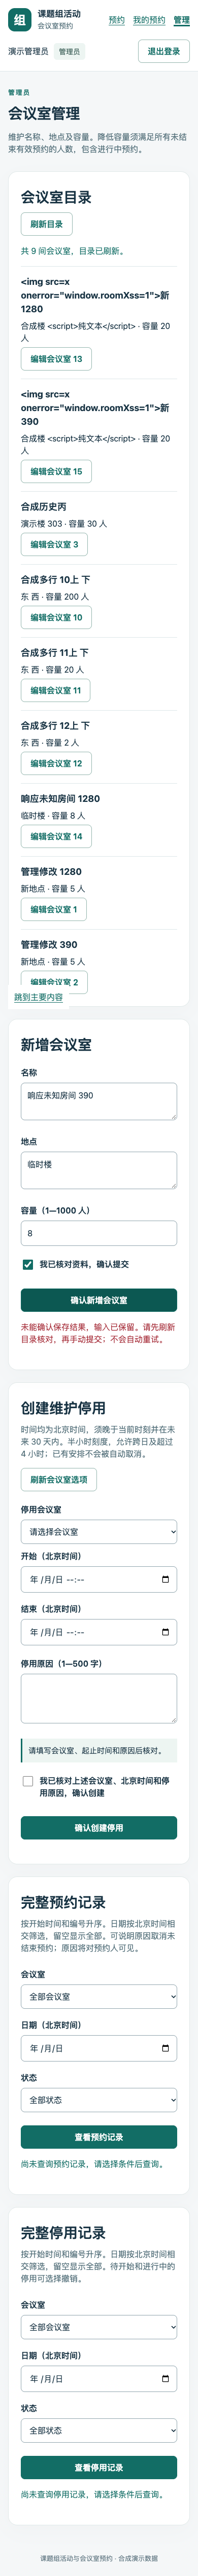 组
课题组活动
会议室预约
预约 我的预约 管理
演示管理员 管理员 退出登录
管理员
会议室管理
维护名称，地点及容量。降低容量须满足所有未结
束有效预约的人数，包含进行中预约。
会议室目录
刷新目录
共 9 间会议室，目录已刷新。
<img src=x
onerror="window.roomXss=1">新
1280
合成楼 <script>纯文本</script> · 容量 20
人
编辑会议室 13
<img src=x
onerror="window.roomXss=1">新
390
合成楼 <script>纯文本</script> · 容量 20
人
编辑会议室 15
合成历史丙
演示楼 303 · 容量 30 人
编辑会议室 3
合成多行 10上 下
东 西 · 容量 200 人
编辑会议室 10
合成多行 11上 下
东 西 · 容量 20 人
编辑会议室 11
合成多行 12上 下
东 西 · 容量 2 人
编辑会议室 12
响应未知房间 1280
临时楼 · 容量 8 人
编辑会议室 14
管理修改 1280
新地点 · 容量 5 人
编辑会议室 1
管理修改 390
新地点 · 容量 5 人
编辑会议室 2
跳到主要内容
新增会议室
名称
响应未知房间 390
地点
临时楼
容量（1—1000 人）
8
我已核对资料，确认提交
确认新增会议室
未能确认保存结果，输入已保留。请先刷新
目录核对，再手动提交；不会自动重试。
创建维护停用
时间均为北京时间，须晚于当前时刻并在未
来 30 天内。半小时刻度，允许跨日及超过
4 小时；已有安排不会被自动取消。
刷新会议室选项
停用会议室
请选择会议室
开始（北京时间）
年 /月/日 --:--
结束（北京时间）
年 /月/日 --:--
停用原因（1—500 字）
请填写会议室、起止时间和原因后核对。
我已核对上述会议室、北京时间和停
用原因，确认创建
确认创建停用
完整预约记录
按开始时间和编号升序。日期按北京时间相
交筛选，留空显示全部。可说明原因取消未
结束预约；原因将对预约人可见。
会议室
全部会议室
日期（北京时间）
年 /月/日
状态
全部状态
查看预约记录
尚未查询预约记录，请选择条件后查询。
完整停用记录
按开始时间和编号升序。日期按北京时间相
交筛选，留空显示全部。待开始和进行中的
停用可选择撤销。
会议室
全部会议室
日期（北京时间）
年 /月/日
状态
全部状态
查看停用记录
尚未查询停用记录，请选择条件后查询。
课题组活动与会议室预约 · 合成演示数据